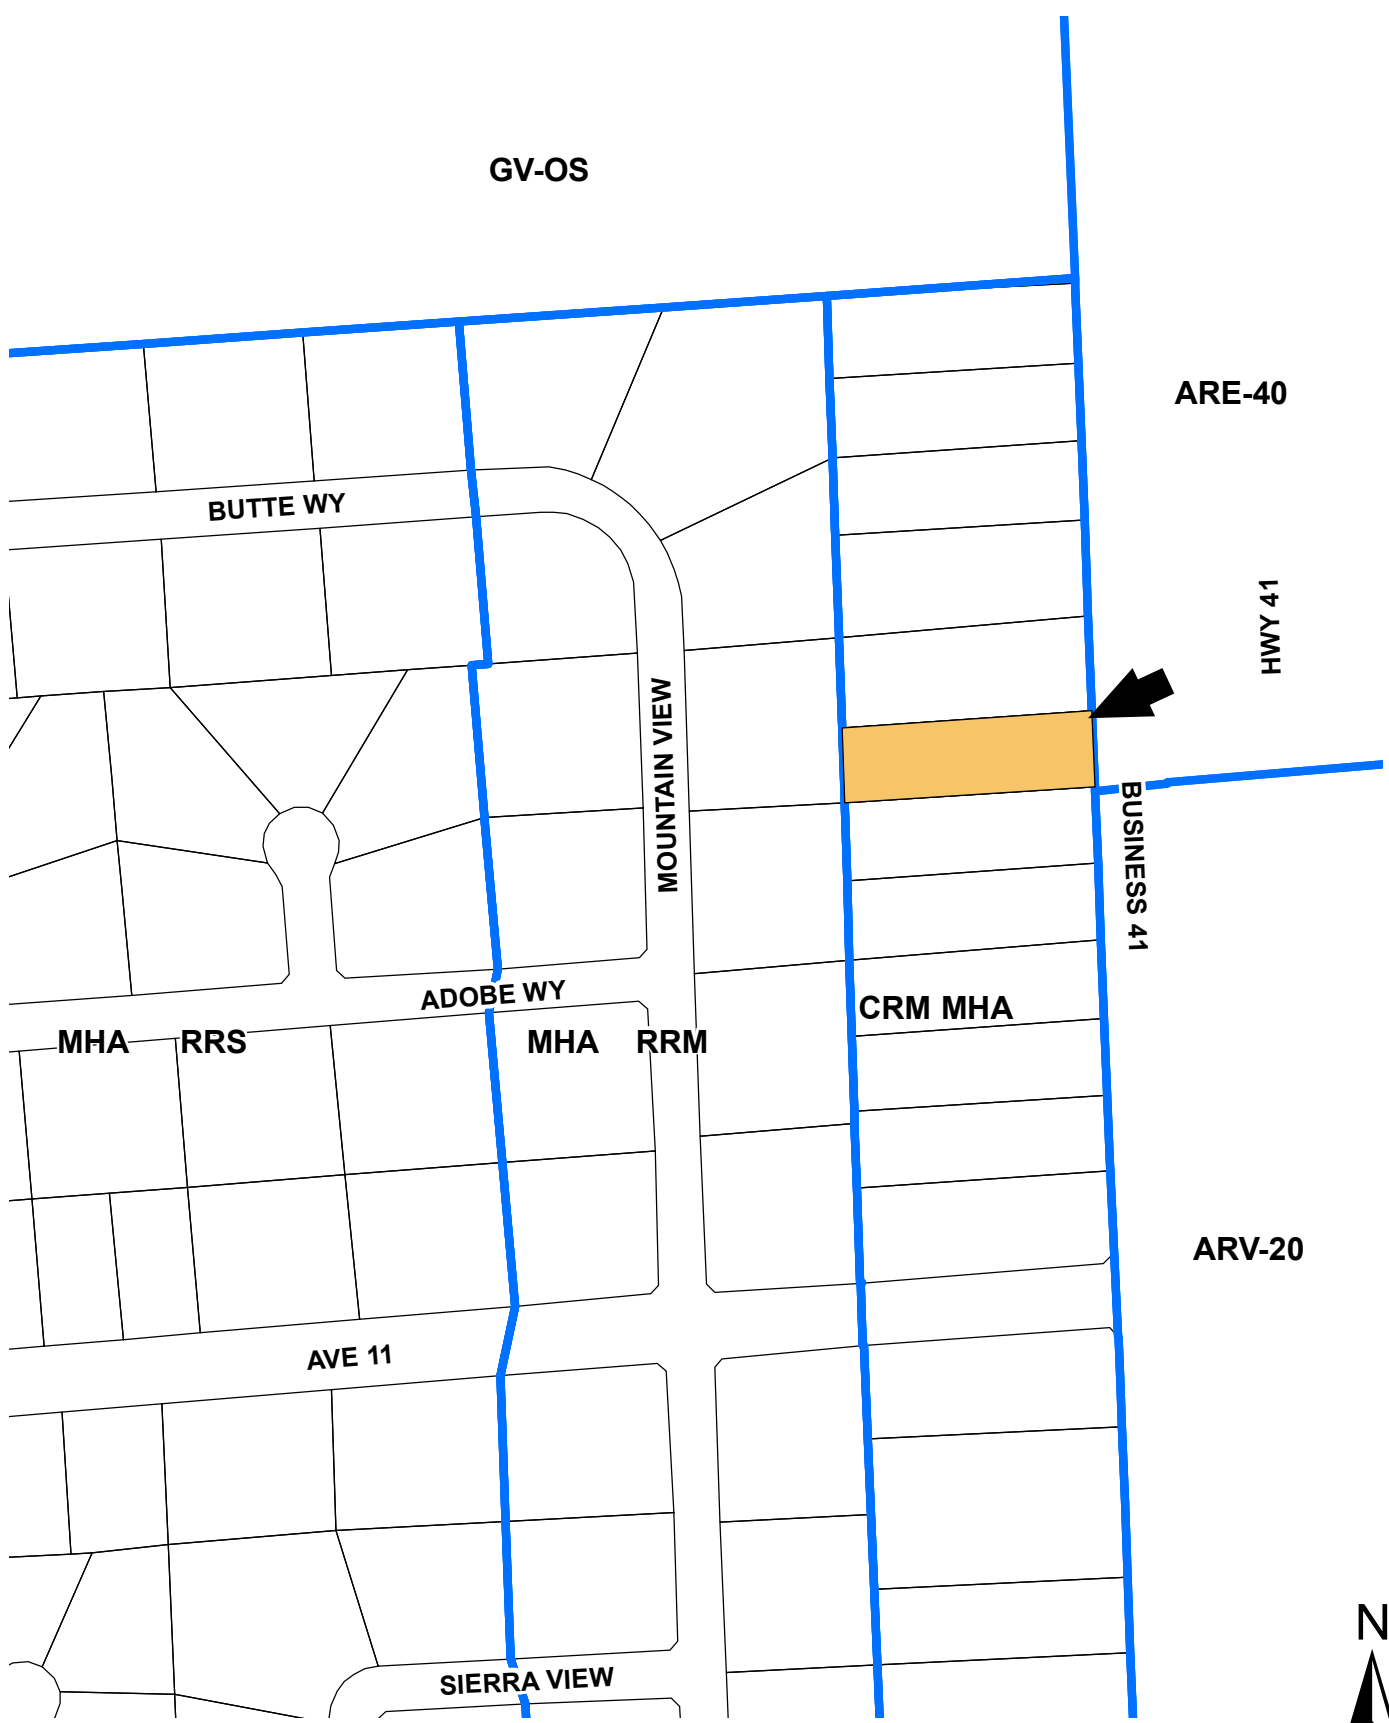 GV-OS
ARE-40
BUTTE WY
HWY 41
MOUNTAIN VIEW
BUSINESS 41
ADOBE WY
CRM MHA
MHA RRS
MHA RRM
ARV-20
AVE 11
N
SIERRA VIEW